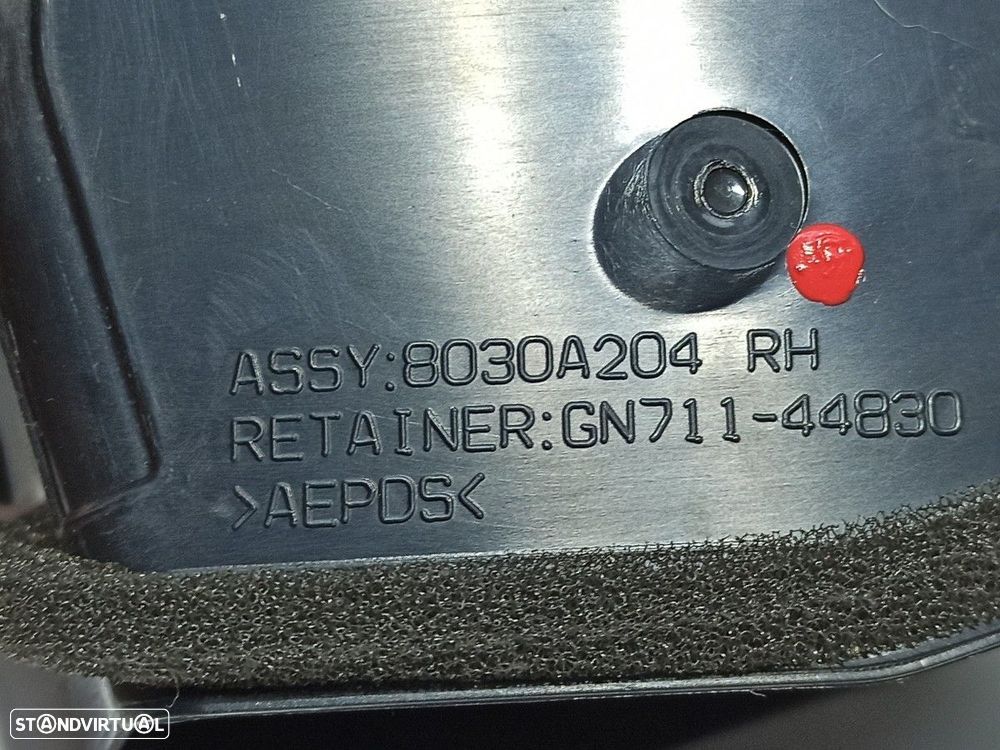 ASSY:8030A204 RH
RETAINER:GN711-44830
>AEPDS<
STANDVIRTUAL